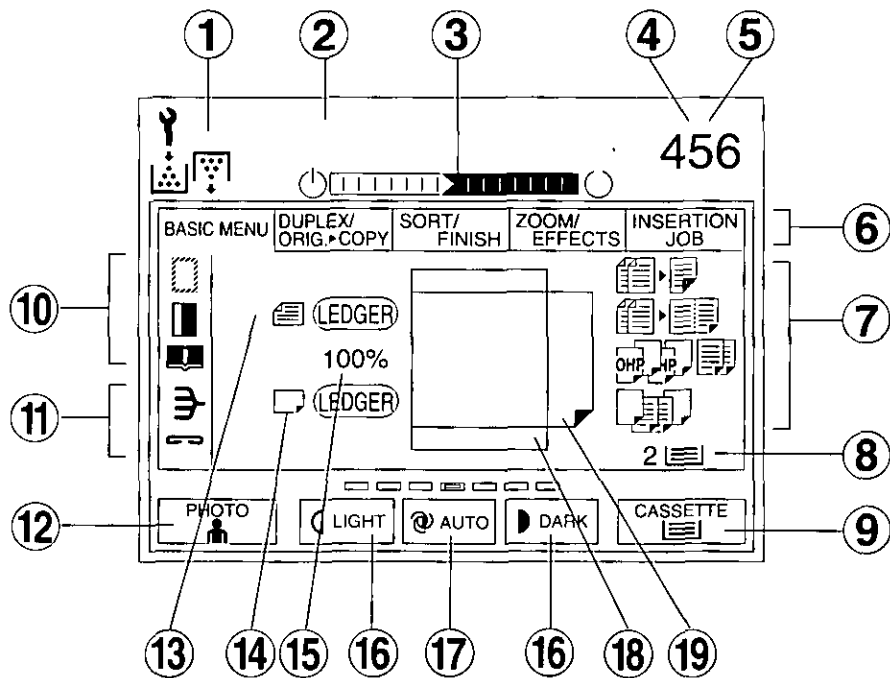 1 2 3 4 5
456
BASIC MENU DUPLEX/ ORIG.▸COPY SORT/ FINISH ZOOM/ EFFECTS INSERTION JOB 6
10
LEDGER
7
100%
OHP HP
11
LEDGER
2 8
12 PHOTO LIGHT AUTO DARK CASSETTE 9
13 14 15 16 17 16 18 19